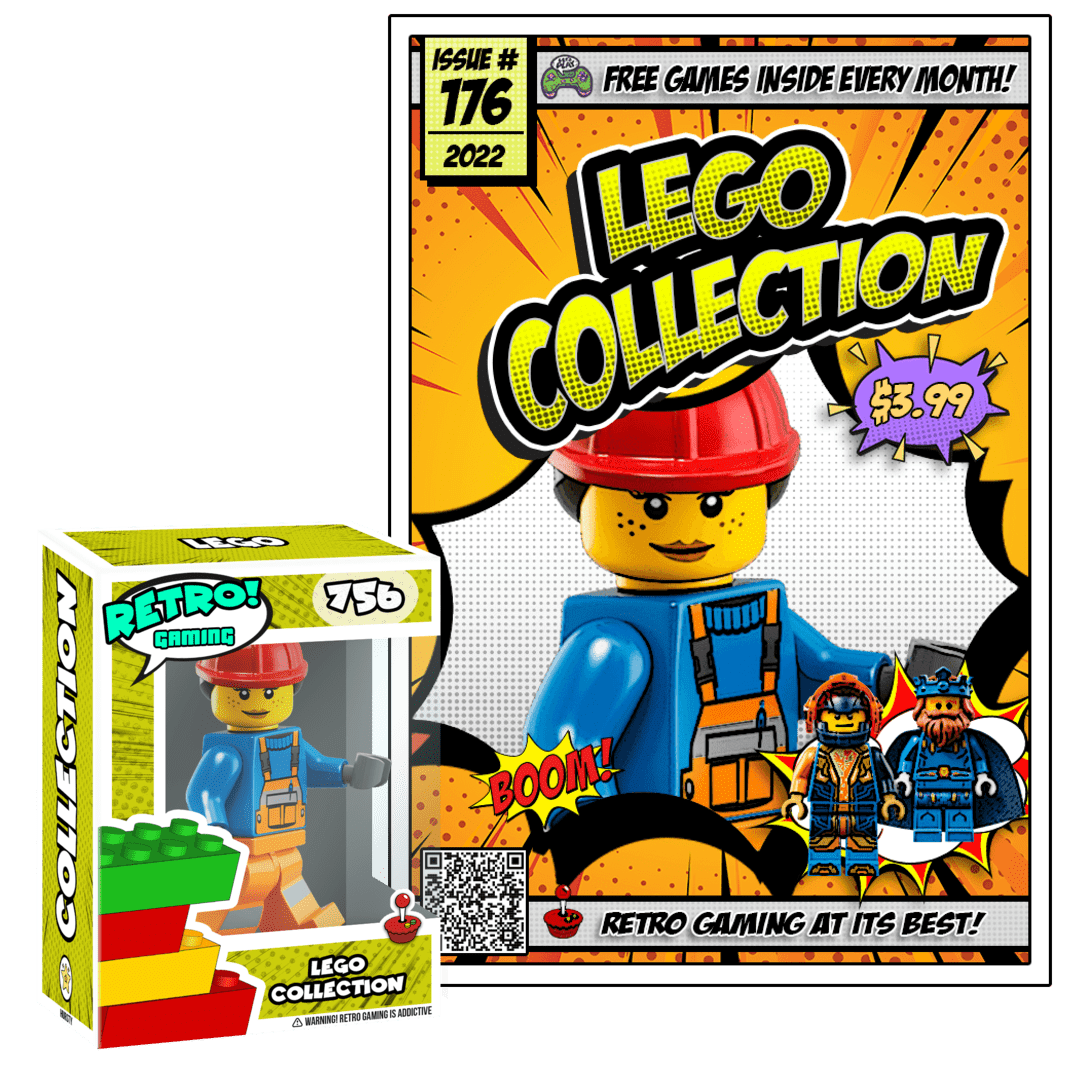 ISSUE #
176
2022
FREE GAMES INSIDE EVERY MONTH!
LEGO
COLLECTION
$3.99
BOOM!
RETRO GAMING AT ITS BEST!
LEGO
RETRO!
GAMING
756
COLLECTION
LEGO
COLLECTION
WARNING! RETRO GAMING IS ADDICTIVE